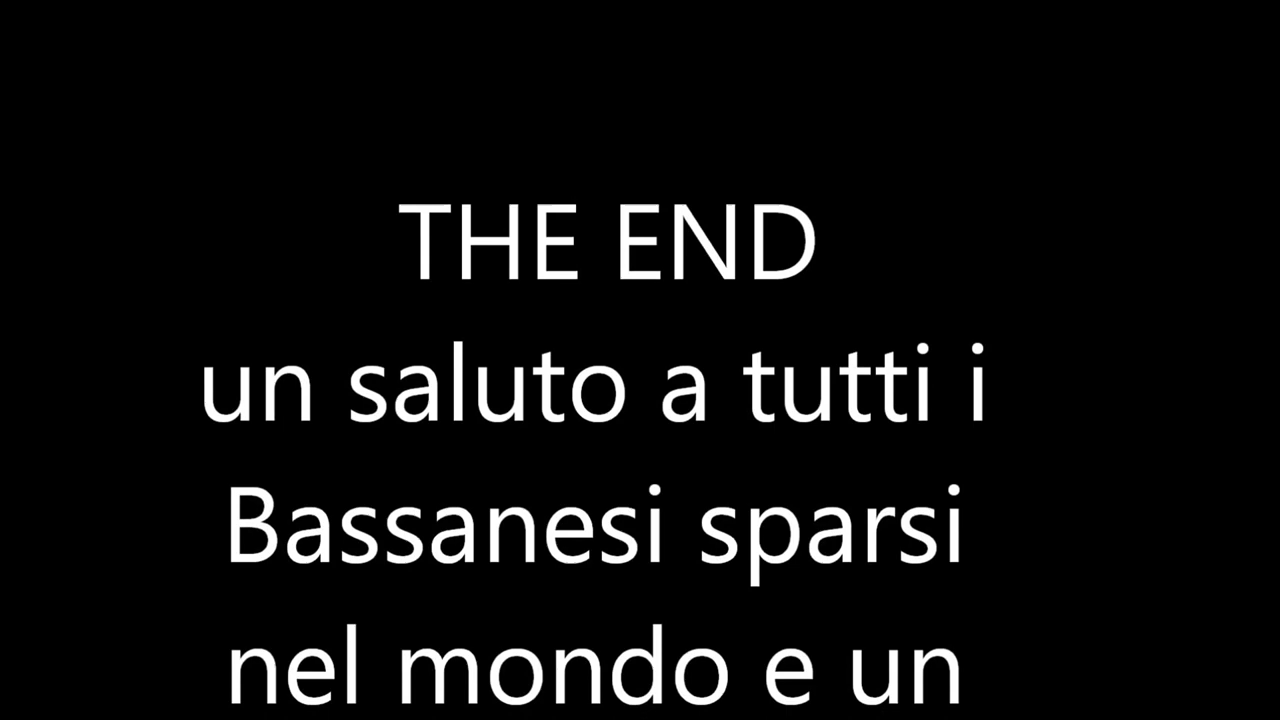 THE END
un saluto a tutti i
Bassanesi sparsi
nel mondo e un